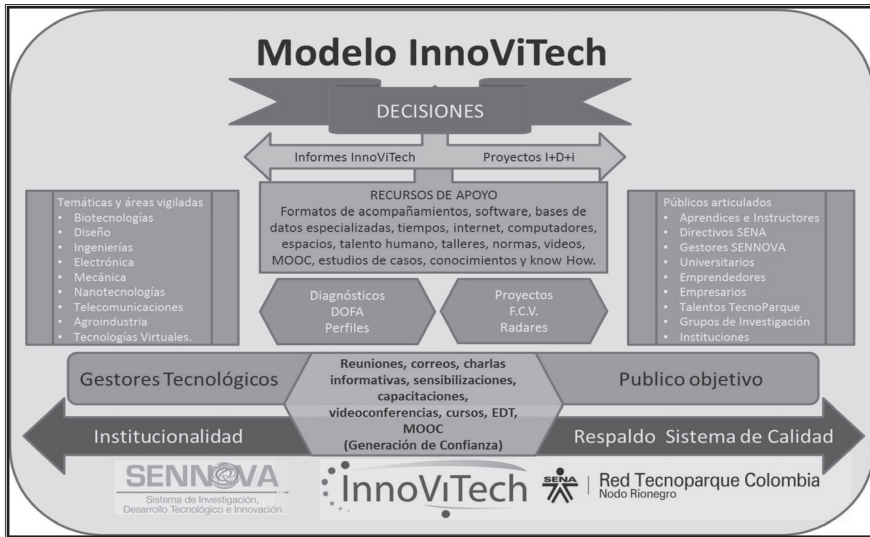 Modelo InnoViTech
DECISIONES
Informes InnoViTech
Proyectos I+D+i
RECURSOS DE APOYO
Formatos de acompañamientos, software, bases de
datos especializadas, tiempos, internet, computadores,
espacios, talento humano, talleres, normas, videos,
MOOC, estudios de casos, conocimientos y know How.
Temáticas y áreas vigiladas
• Biotecnologías
• Diseño
• Ingenierías
• Electrónica
• Mecánica
• Nanotecnologías
• Telecomunicaciones
• Agroindustria
• Tecnologías Virtuales.
Diagnósticos
DOFA
Perfiles
Proyectos
F.C.V.
Radares
Públicos articulados
• Aprendices e Instructores
• Directivos SENA
• Gestores SENNOVA
• Universitarios
• Emprendedores
• Empresarios
• Talentos TecnoParque
• Grupos de Investigación
• Instituciones
Gestores Tecnológicos
Reuniones, correos, charlas
informativas, sensibilizaciones,
capacitaciones,
videoconferencias, cursos, EDT,
MOOC
(Generación de Confianza)
Publico objetivo
Institucionalidad
Respaldo Sistema de Calidad
SENNOVA
Sistema de Investigación,
Desarrollo Tecnológico e Innovación
InnoViTech
SENA
Red Tecnoparque Colombia
Nodo Rionegro